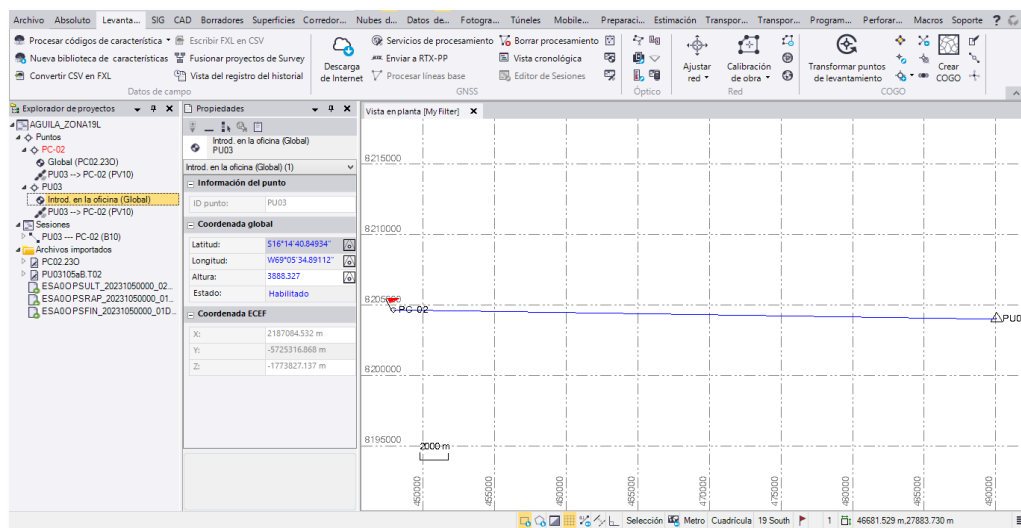 Archivo Absoluto Levanta... SIG CAD Borradores Superficies Corredor... Nubes d... Datos de... Fotogra... Túneles Mobile... Preparaci... Estimación Transpor... Transpor... Program... Perforar... Macros Soporte ?
Procesar códigos de característica Escribir FXL en CSV
Nueva biblioteca de características Fusionar proyectos de Survey
Convertir CSV en FXL Vista del registro del historial
Datos de campo
Descarga de Internet
Servicios de procesamiento Borrar procesamiento
Enviar a RTX-PP Vista cronológica
Procesar líneas base Editor de Sesiones
GNSS
Óptico
Ajustar red
Calibración de obra
Red
Transformar puntos de levantamiento
Crear COGO
COGO
Explorador de proyectos
AGUILA_ZONA19L
Puntos
PC-02
Global (PC02.23O)
PU03 --> PC-02 (PV10)
PU03
Introd. en la oficina (Global)
PU03 --> PC-02 (PV10)
Sesiones
PU03 --- PC-02 (B10)
Archivos importados
PC02.23O
PU03105aB.T02
ESA0OPSULT_20231050000_02...
ESA0OPSRAP_20231050000_01...
ESA0OPSFIN_20231050000_01D...
Propiedades
Introd. en la oficina (Global)
PU03
Introd. en la oficina (Global) (1)
Información del punto
ID punto: PU03
Coordenada global
Latitud: S16°14'40.84934"
Longitud: W69°05'34.89112"
Altura: 3888.327
Estado: Habilitado
Coordenada ECEF
X: 2187084.532 m
Y: -5725316.868 m
Z: -1773827.137 m
Vista en planta [My Filter]
8215000
8210000
8205000
PC-02
PU0
8200000
8195000
2000 m
450000 455000 460000 465000 470000 475000 480000 485000 490000
Selección Metro Cuadrícula 19 South 1 46681.529 m,27883.730 m